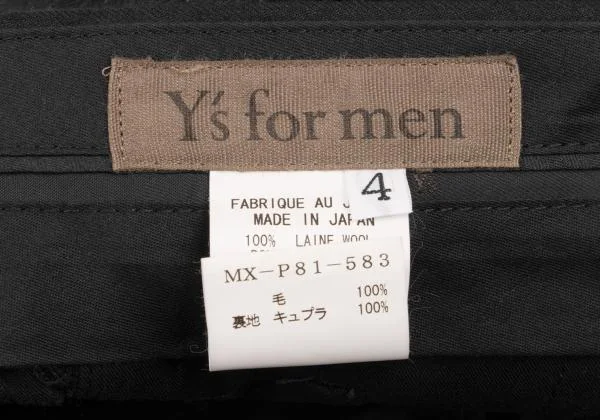 Y's for men
4
FABRIQUE AU
MADE IN JAPAN
100% LAINE WOOL
MX-P81-583
毛 100%
裏地 キュプラ 100%